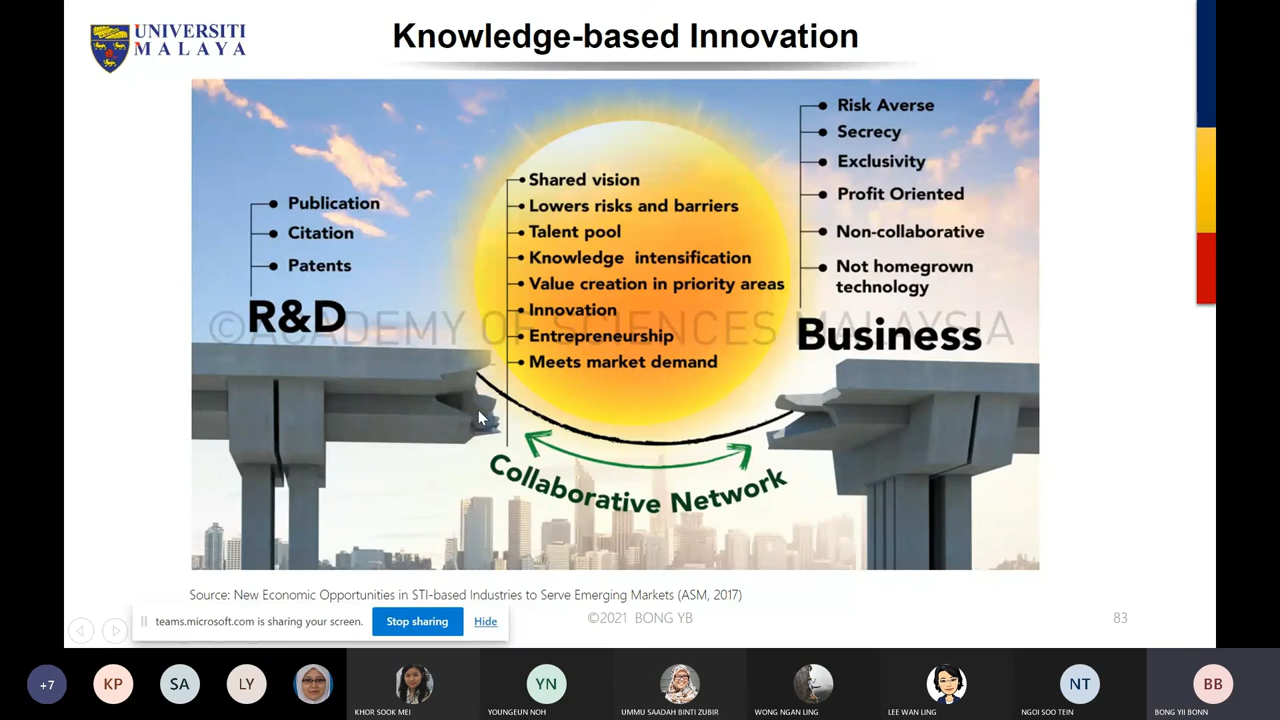 UNIVERSITI
MALAYA
Knowledge-based Innovation
Publication
Citation
Patents
R&D
Shared vision
Lowers risks and barriers
Talent pool
Knowledge intensification
Value creation in priority areas
Innovation
Entrepreneurship
Meets market demand
Risk Averse
Secrecy
Exclusivity
Profit Oriented
Non-collaborative
Not homegrown
technology
Business
©ACADEMY OF SCIENCES MALAYSIA
Collaborative Network
Source: New Economic Opportunities in STI-based Industries to Serve Emerging Markets (ASM, 2017)
teams.microsoft.com is sharing your screen.
Stop sharing
Hide
©2021 BONG YB
83
+7
KP
SA
LY
KHOR SOOK MEI
YN
YOUNGEUN NOH
UMMU SAADAH BINTI ZUBIR
WONG NGAN LING
LEE WAN LING
NT
NGOI SOO TEIN
BB
BONG YII BONN